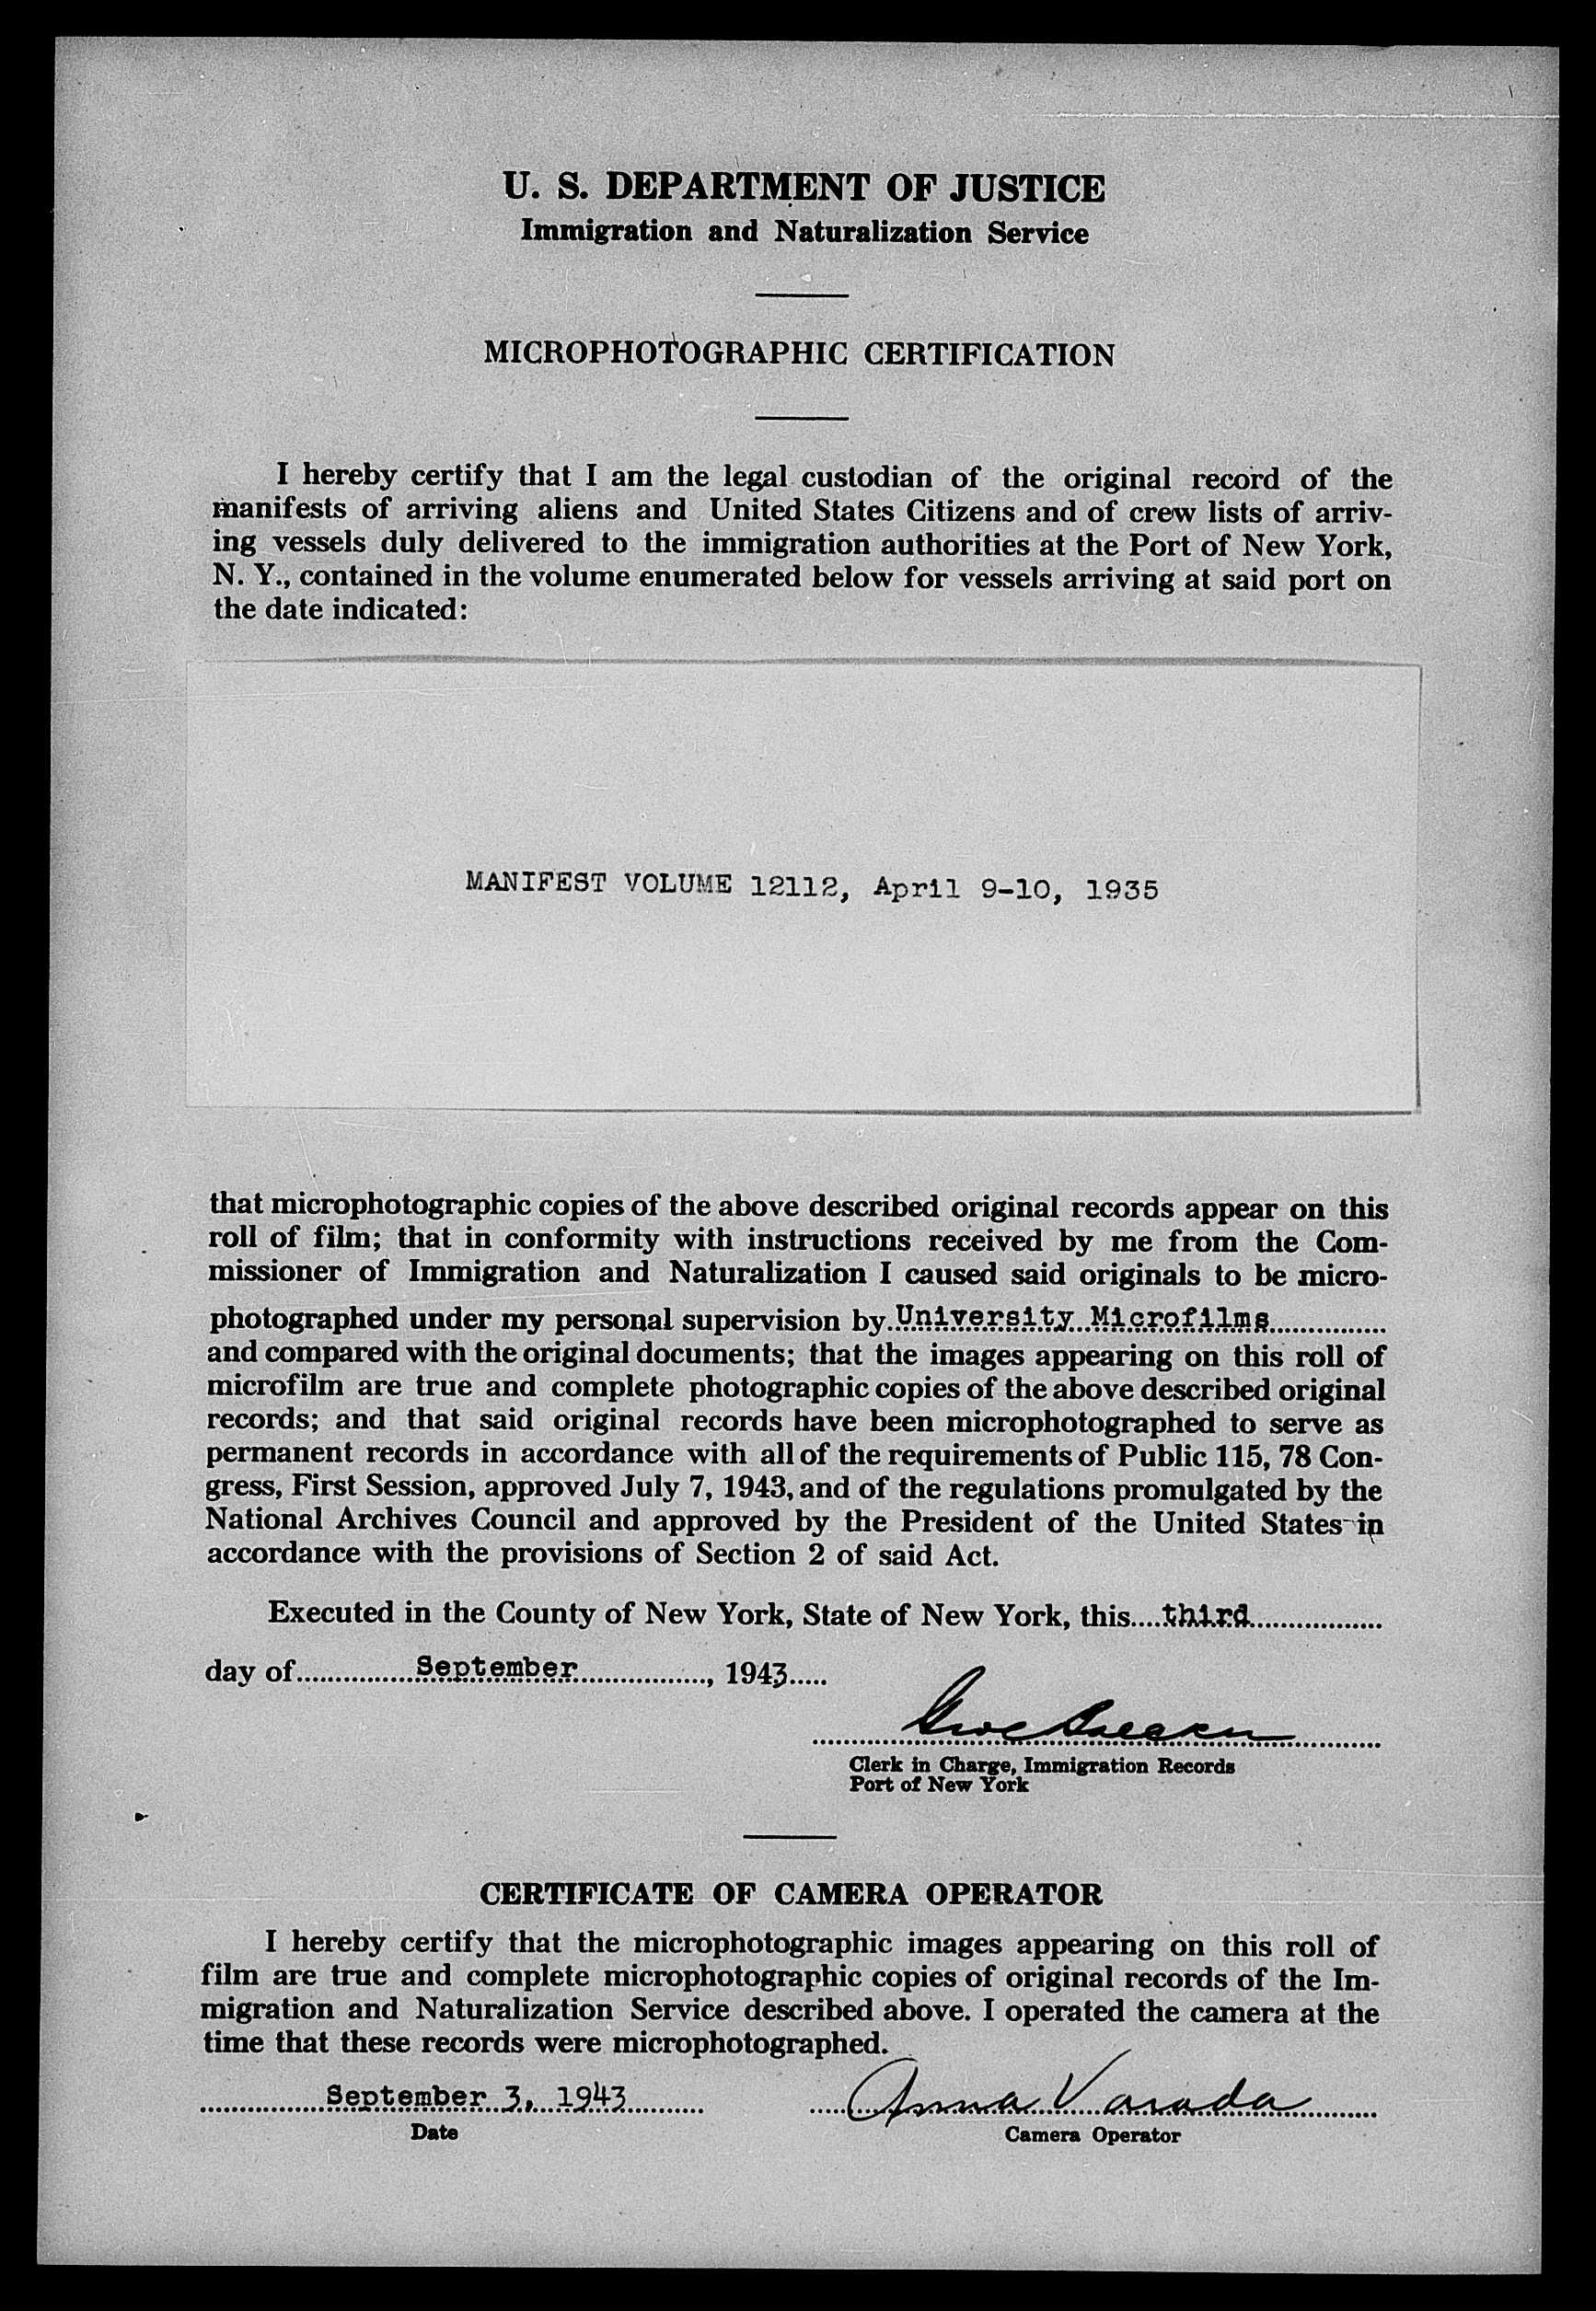 U. S. DEPARTMENT OF JUSTICE
Immigration and Naturalization Service
MICROPHOTOGRAPHIC CERTIFICATION
I hereby certify that I am the legal custodian of the original record of the
manifests of arriving aliens and United States Citizens and of crew lists of arriv-
ing vessels duly delivered to the immigration authorities at the Port of New York,
N. Y., contained in the volume enumerated below for vessels arriving at said port on
the date indicated:
MANIFEST VOLUME 12112, April 9-10, 1935
that microphotographic copies of the above described original records appear on this
roll of film; that in conformity with instructions received by me from the Com-
missioner of Immigration and Naturalization I caused said originals to be micro-
photographed under my personal supervision by University Microfilms
and compared with the original documents; that the images appearing on this roll of
microfilm are true and complete photographic copies of the above described original
records; and that said original records have been microphotographed to serve as
permanent records in accordance with all of the requirements of Public 115, 78 Con-
gress, First Session, approved July 7, 1943, and of the regulations promulgated by the
National Archives Council and approved by the President of the United States in
accordance with the provisions of Section 2 of said Act.
Executed in the County of New York, State of New York, this third
day of September, 1943
Clerk in Charge, Immigration Records
Port of New York
CERTIFICATE OF CAMERA OPERATOR
I hereby certify that the microphotographic images appearing on this roll of
film are true and complete microphotographic copies of original records of the Im-
migration and Naturalization Service described above. I operated the camera at the
time that these records were microphotographed.
September 3, 1943 Anna Varada
Date Camera Operator